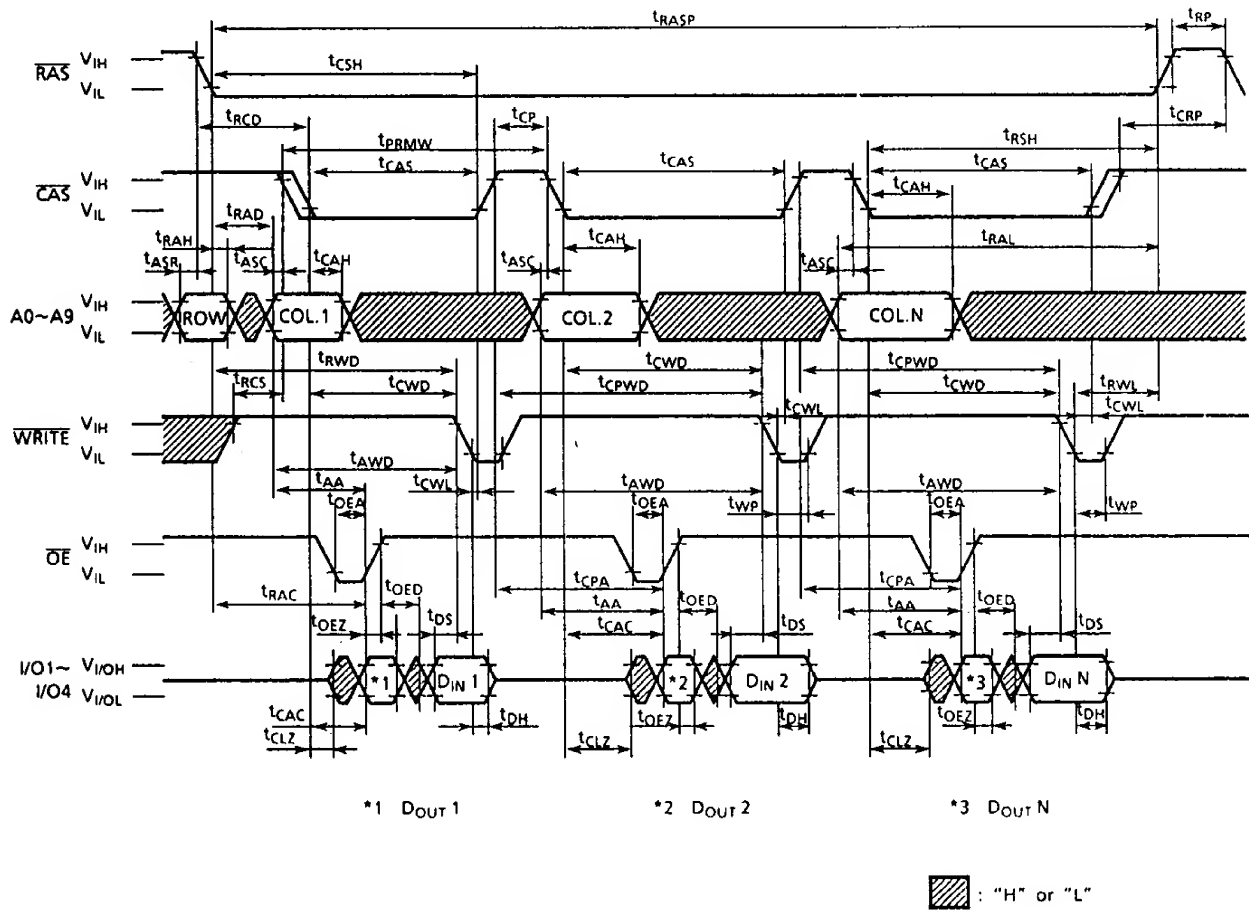 tRASP tRP
RAS VIH
VIL
tCSH
tRCD tCP tCRP
tPRMW tRSH
CAS VIH
VIL
tCAS tCAS tCAS
tCAH
tRAD
tRAH tCAH tRAL
tASR tASC tCAH tASC tASC
A0~A9 VIH
VIL
ROW COL.1 COL.2 COL.N
tRWD tCWD tCPWD
tRCS tCWD tCPWD tCWD tRWL
tCWL tCWL
WRITE VIH
VIL
tAWD
tAA tCWL tAWD tAWD
tOEA tOEA tWP tOEA tWP
OE VIH
VIL
tRAC tOED tCPA tOED tCPA tOED
tAA tAA
tOEZ tDS tCAC tDS tCAC tDS
I/O1~
I/O4
VI/OH
VI/OL
*1 DIN 1 *2 DIN 2 *3 DIN N
tCAC tDH tOEZ tDH tOEZ tDH
tCLZ tCLZ tCLZ
*1 DOUT 1 *2 DOUT 2 *3 DOUT N
: "H" or "L"